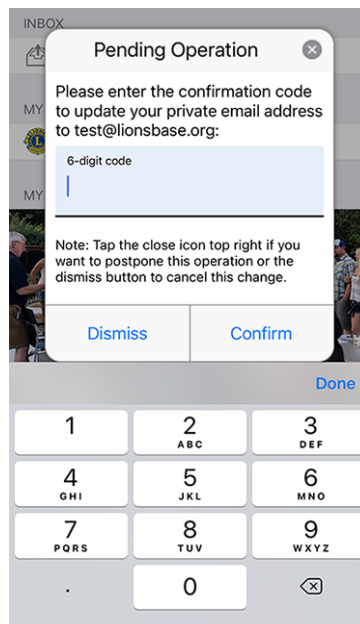 INBOX
Pending Operation
Please enter the confirmation code
to update your private email address
to test@lionsbase.org:
MY
6-digit code
MY
Note: Tap the close icon top right if you
want to postpone this operation or the
dismiss button to cancel this change.
Dismiss Confirm
Done
1 2 3
ABC DEF
4 5 6
GHI JKL MNO
7 8 9
PQRS TUV WXYZ
. 0